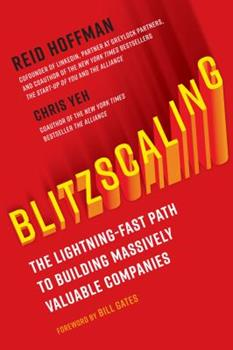 REID HOFFMAN
COFOUNDER OF LINKEDIN, PARTNER AT GREYLOCK PARTNERS,
AND COAUTHOR OF THE NEW YORK TIMES BESTSELLERS
THE START-UP OF YOU AND THE ALLIANCE
CHRIS YEH
COAUTHOR OF THE NEW YORK TIMES
BESTSELLER THE ALLIANCE
BLITZSCALING
THE LIGHTNING-FAST PATH
TO BUILDING MASSIVELY
VALUABLE COMPANIES
FOREWORD BY BILL GATES